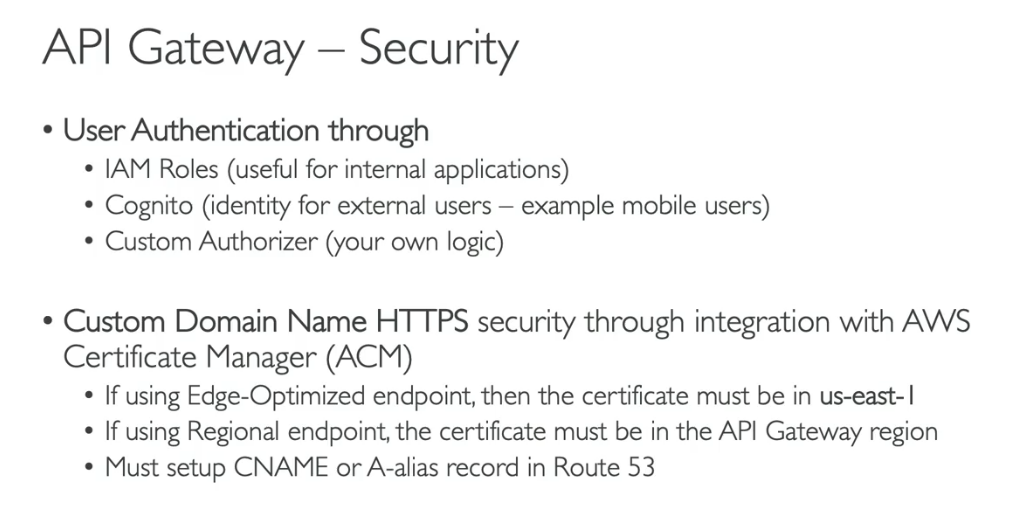 API Gateway – Security
• User Authentication through
• IAM Roles (useful for internal applications)
• Cognito (identity for external users – example mobile users)
• Custom Authorizer (your own logic)
• Custom Domain Name HTTPS security through integration with AWS
Certificate Manager (ACM)
• If using Edge-Optimized endpoint, then the certificate must be in us-east-1
• If using Regional endpoint, the certificate must be in the API Gateway region
• Must setup CNAME or A-alias record in Route 53